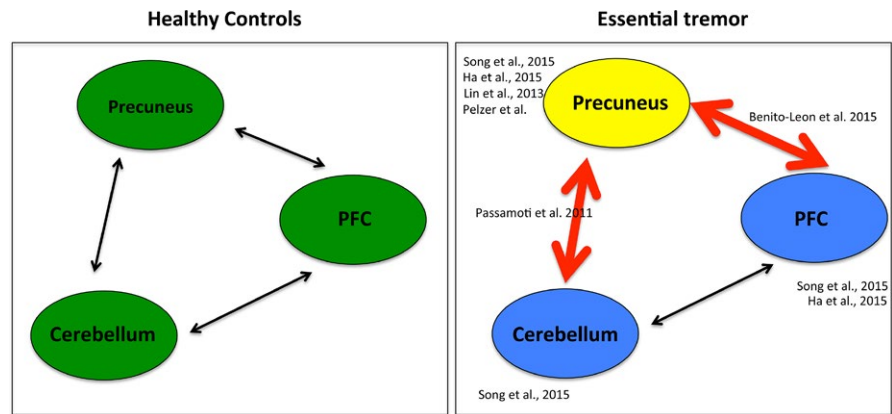 Healthy Controls
Precuneus
PFC
Cerebellum
Essential tremor
Song et al., 2015
Ha et al., 2015
Lin et al., 2013
Pelzer et al.
Precuneus
Benito-Leon et al. 2015
Passamoti et al. 2011
PFC
Song et al., 2015
Ha et al., 2015
Cerebellum
Song et al., 2015